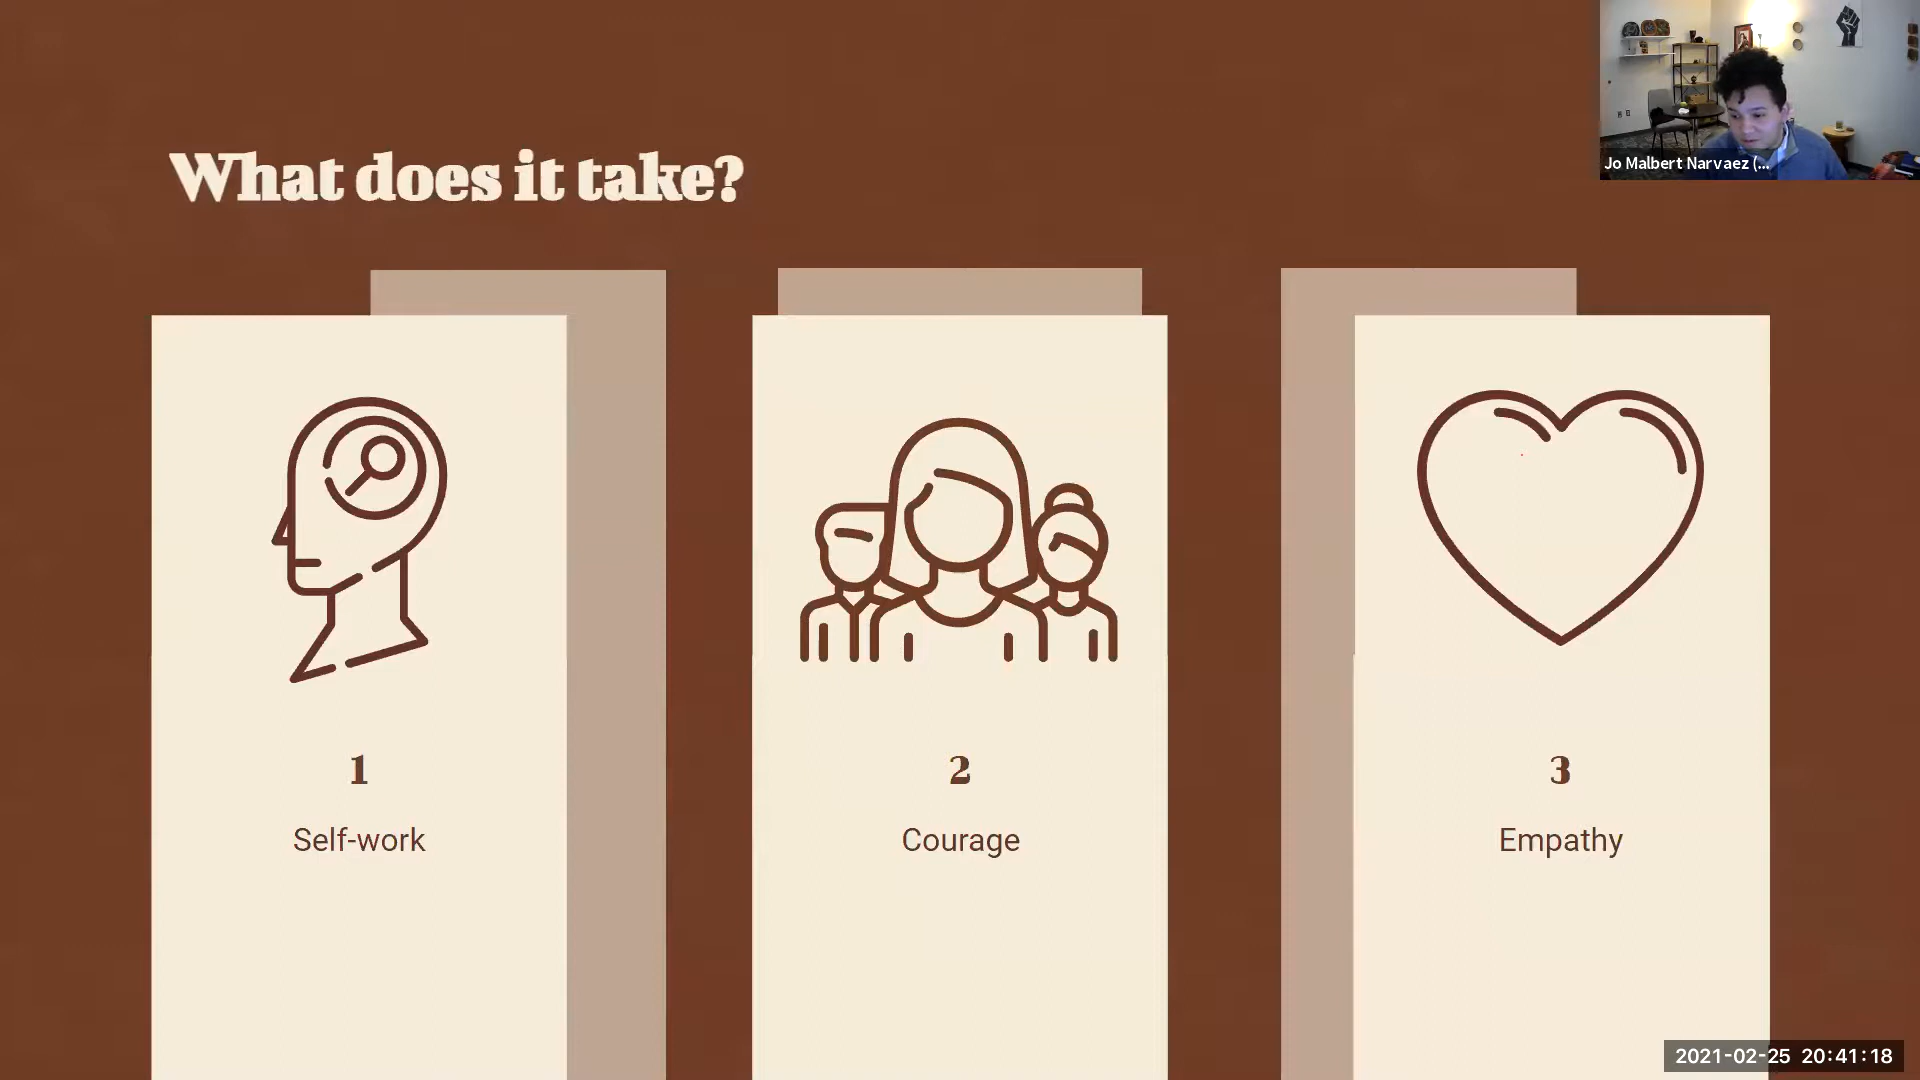 What does it take?
Jo Malbert Narvaez (...
1
Self-work
2
Courage
3
Empathy
2021-02-25 20:41:18